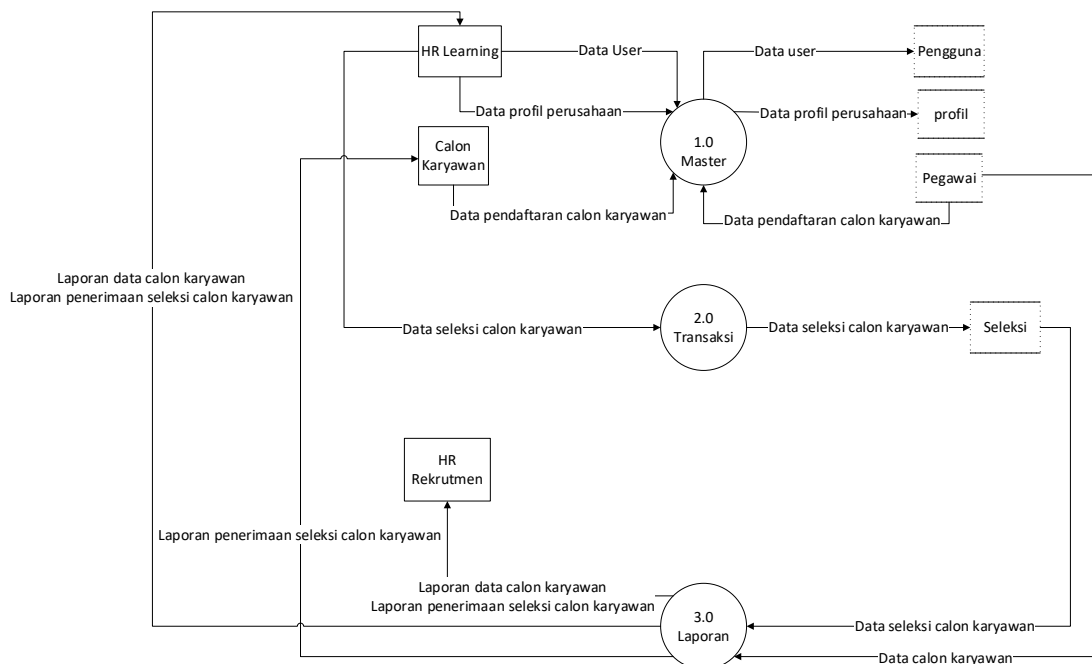 HR Learning
Data User
Data user
Pengguna
Data profil perusahaan
Data profil perusahaan
profil
1.0
Master
Calon
Karyawan
Pegawai
Data pendaftaran calon karyawan
Data pendaftaran calon karyawan
Laporan data calon karyawan
Laporan penerimaan seleksi calon karyawan
Data seleksi calon karyawan
2.0
Transaksi
Data seleksi calon karyawan
Seleksi
HR
Rekrutmen
Laporan penerimaan seleksi calon karyawan
Laporan data calon karyawan
Laporan penerimaan seleksi calon karyawan
3.0
Laporan
Data seleksi calon karyawan
Data calon karyawan